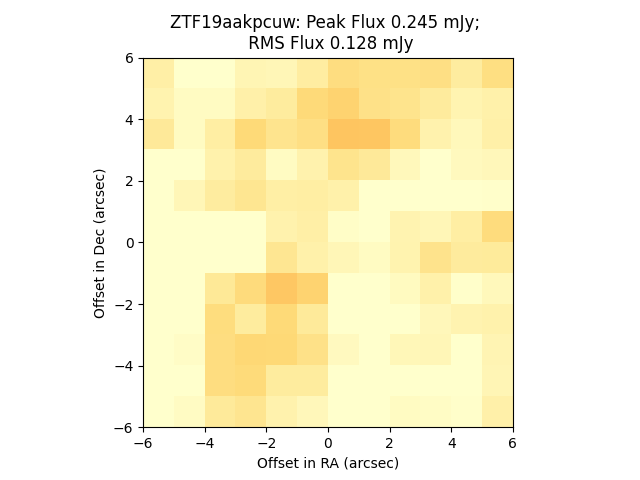 ZTF19aakpcuw: Peak Flux 0.245 mJy;
RMS Flux 0.128 mJy
6
4
2
0
−2
−4
−6
Offset in Dec (arcsec)
−6 −4 −2 0 2 4 6
Offset in RA (arcsec)